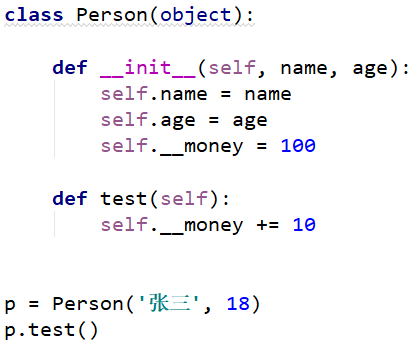 class Person(object):
    def __init__(self, name, age):
        self.name = name
        self.age = age
        self.__money = 100
    def test(self):
        self.__money += 10
p = Person('张三', 18)
p.test()